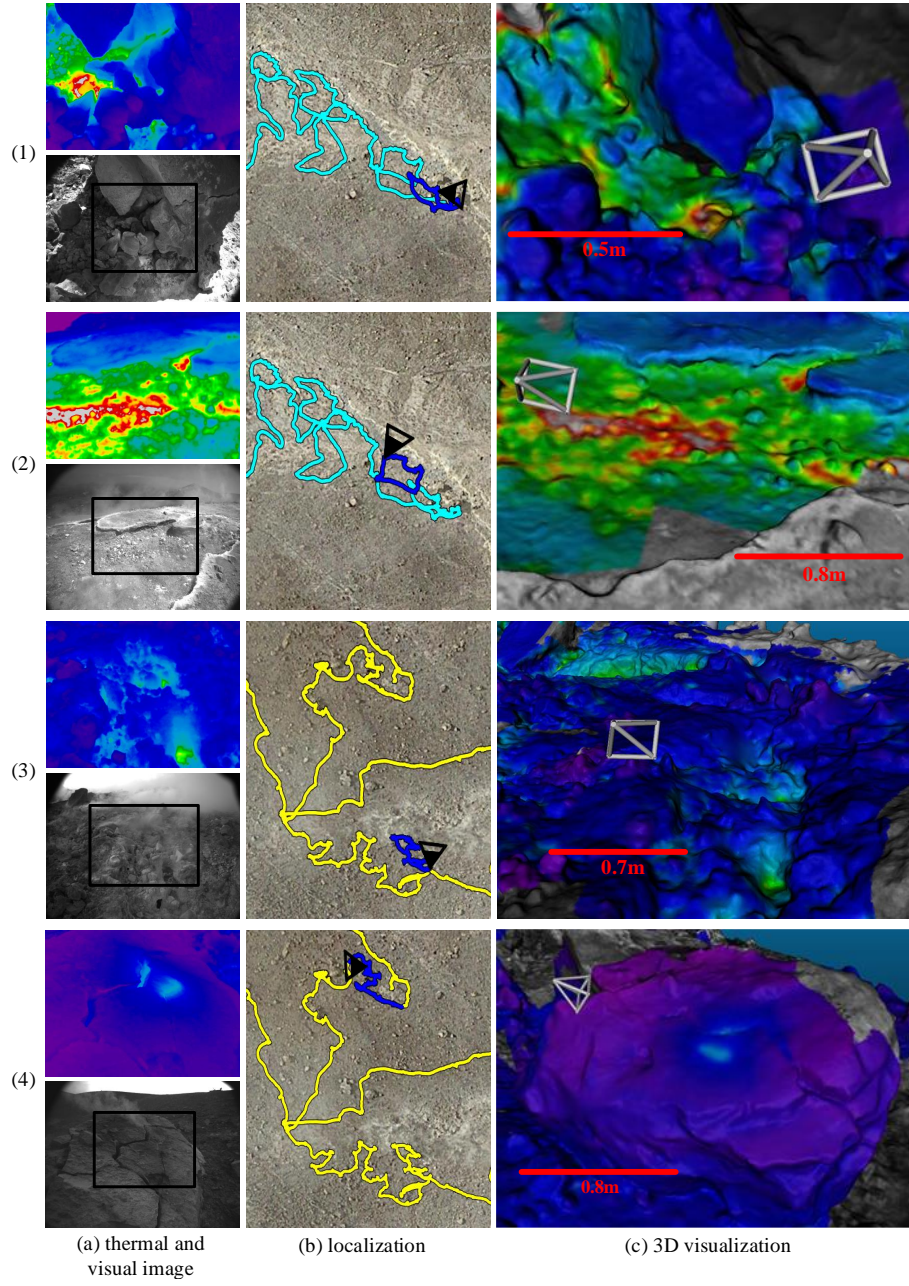 (1)
0.5m
(2)
0.8m
(3)
0.7m
(4)
0.8m
(a) thermal and
visual image
(b) localization
(c) 3D visualization